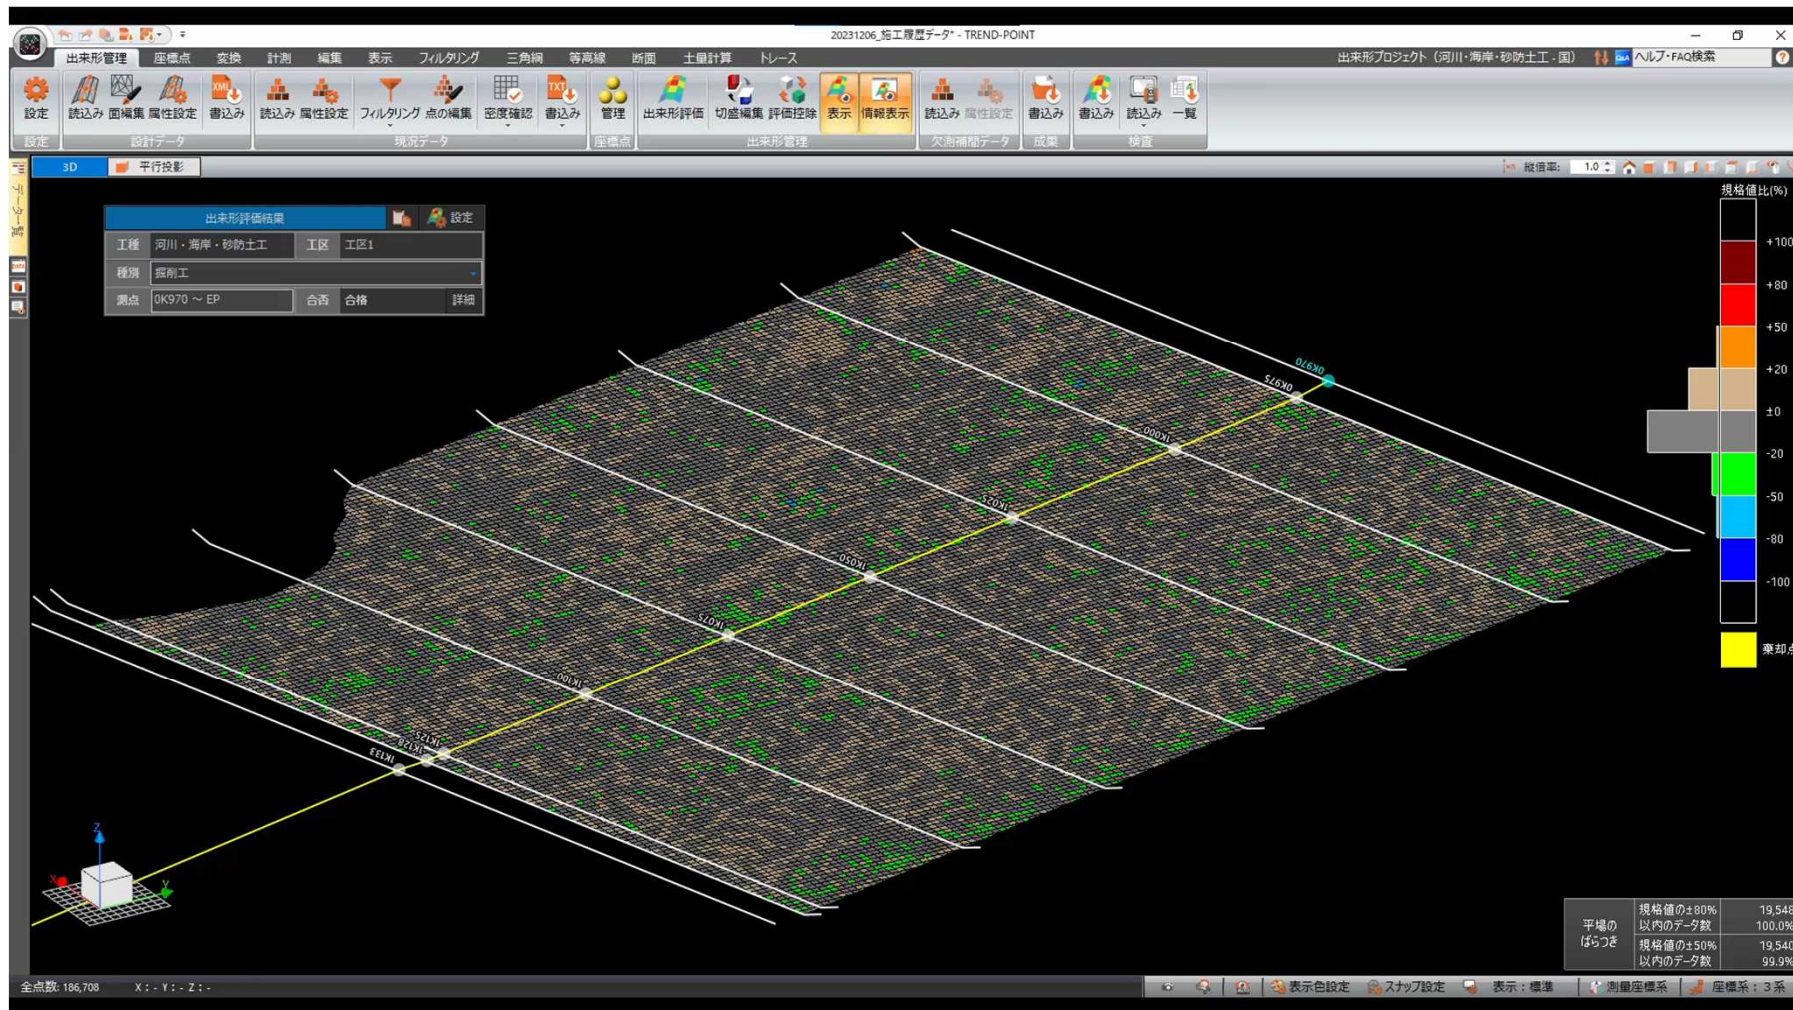 20231206_施工履歴データ* - TREND-POINT
出来形管理 座標点 変換 計測 編集 表示 フィルタリング 三角網 等高線 断面 土量計算 トレース 出来形プロジェクト（河川・海岸・砂防土工 - 国） Q&A ヘルプ・FAQ検索
設定 読込み 面編集 属性設定 書込み 読込み 属性設定 フィルタリング 点の編集 密度確認 書込み 管理 出来形評価 切盛編集 評価控除 表示 情報表示 読込み 属性設定 書込み 書込み 読込み 一覧
設定 設計データ 現況データ 座標点 出来形管理 欠測補間データ 成果 検査
3D 平行投影 縦倍率: 1.0
データ一覧
出来形評価結果 設定
工種 河川・海岸・砂防土工 工区 工区1
種別 掘削工
測点 0K970 ～ EP 合否 合格 詳細
規格値比(%)
+100
+80
+50
+20
±0
-20
-50
-80
-100
棄却点
0K970
0K975
1K000
1K025
1K050
1K075
1K100
1K125
1K128
1K133
Z
X
Y
平場の
ばらつき
規格値の±80%
以内のデータ数
19,548
100.0%
規格値の±50%
以内のデータ数
19,540
99.9%
全点数: 186,708 X : - Y : - Z : - 表示色設定 スナップ設定 表示：標準 測量座標系 座標系：3 系